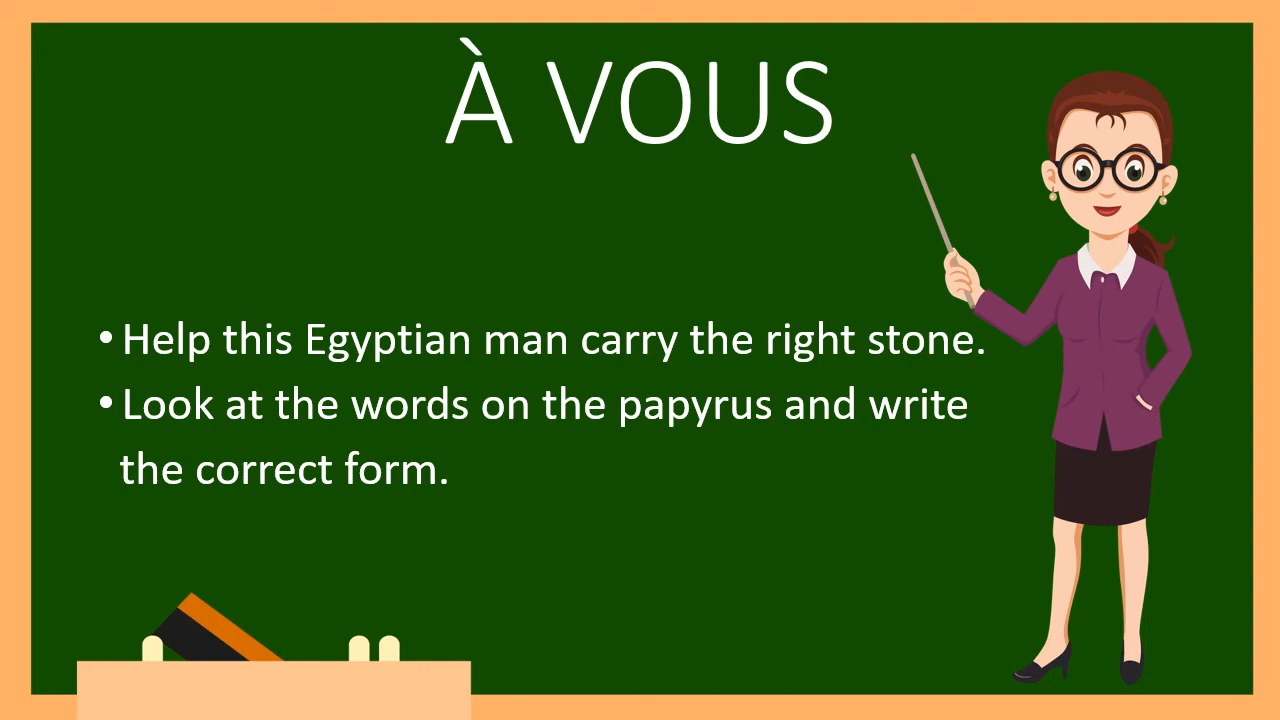 À VOUS
• Help this Egyptian man carry the right stone.
• Look at the words on the papyrus and write
the correct form.